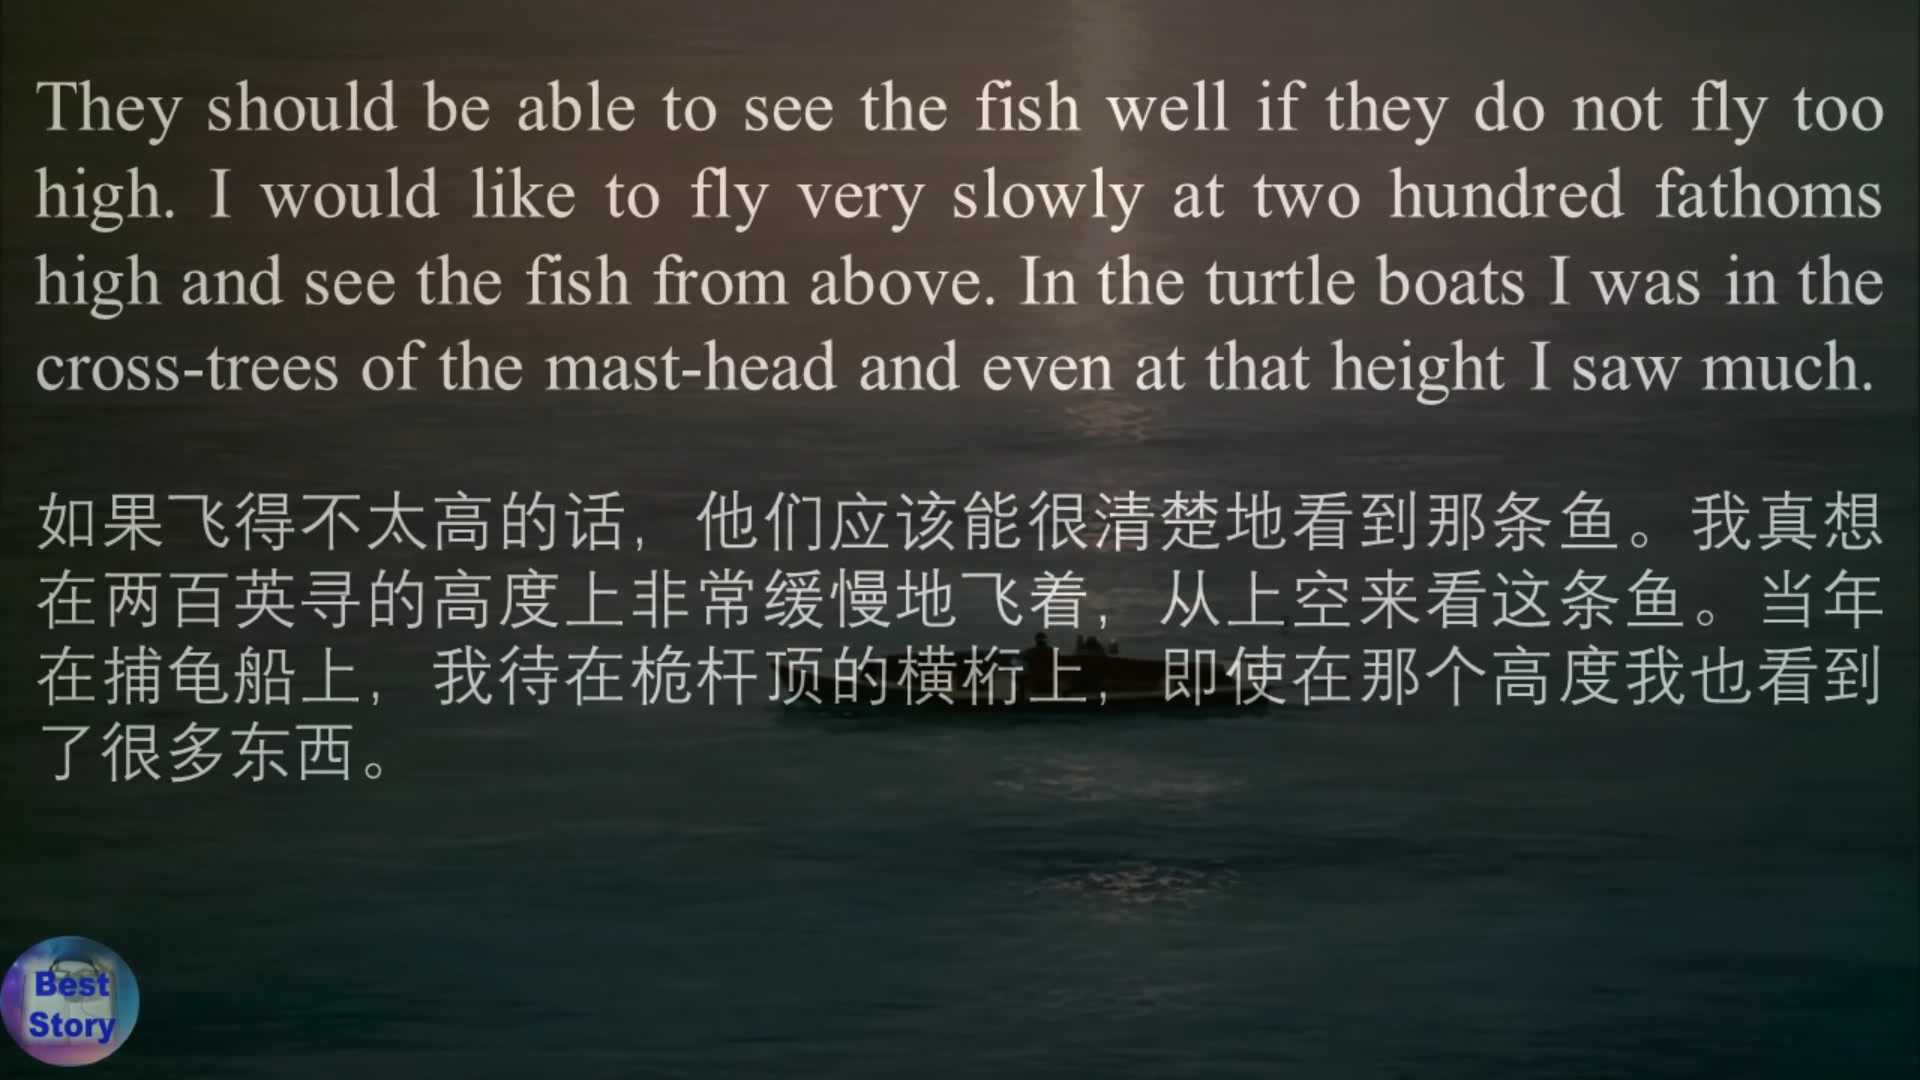 They should be able to see the fish well if they do not fly too
high. I would like to fly very slowly at two hundred fathoms
high and see the fish from above. In the turtle boats I was in the
cross-trees of the mast-head and even at that height I saw much.
如果飞得不太高的话，他们应该能很清楚地看到那条鱼。我真想
在两百英寻的高度上非常缓慢地飞着，从上空来看这条鱼。当年
在捕龟船上，我待在桅杆顶的横桁上，即使在那个高度我也看到
了很多东西。
Best
Story